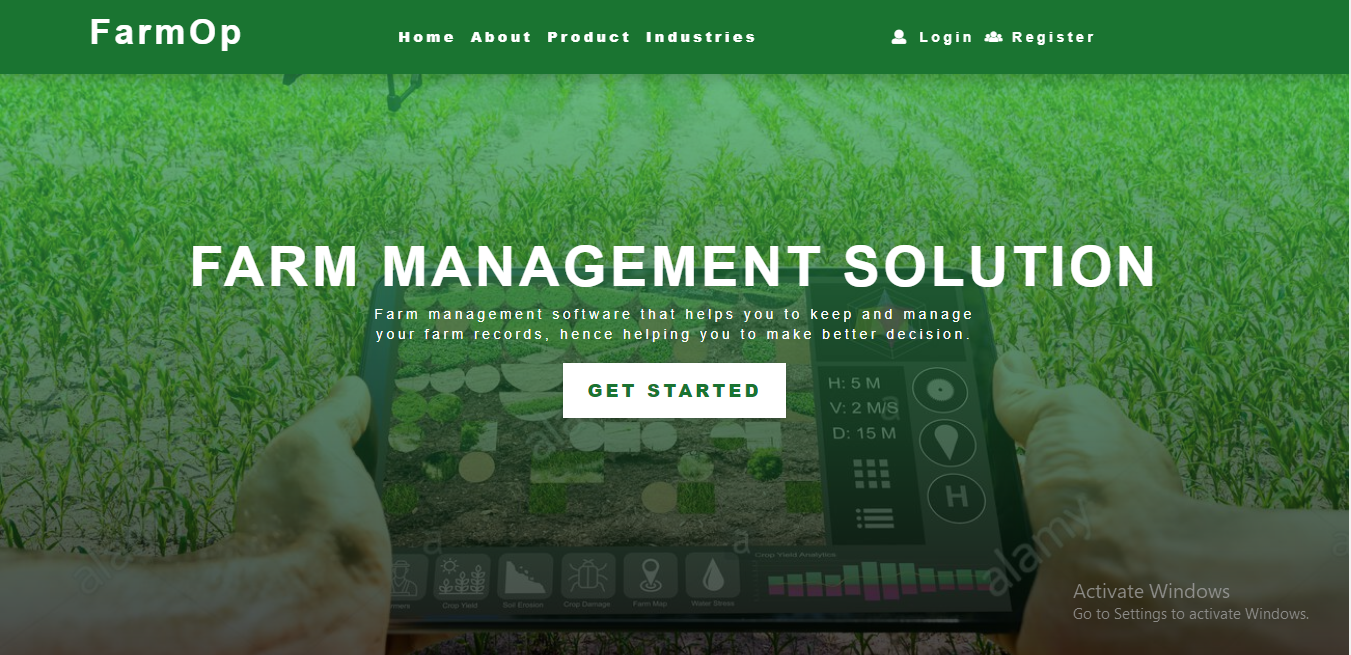 FarmOp
Home About Product Industries
Login Register
FARM MANAGEMENT SOLUTION
Farm management software that helps you to keep and manage
your farm records, hence helping you to make better decision.
GET STARTED
H: 5 M
V: 2 M/S
D: 15 M
H
a
a
a
alamy
alamy
alamy
Crop Yield Analytics
Crop Yield Soil Erosion Crop Damage Farm Map Water Stress
Activate Windows
Go to Settings to activate Windows.